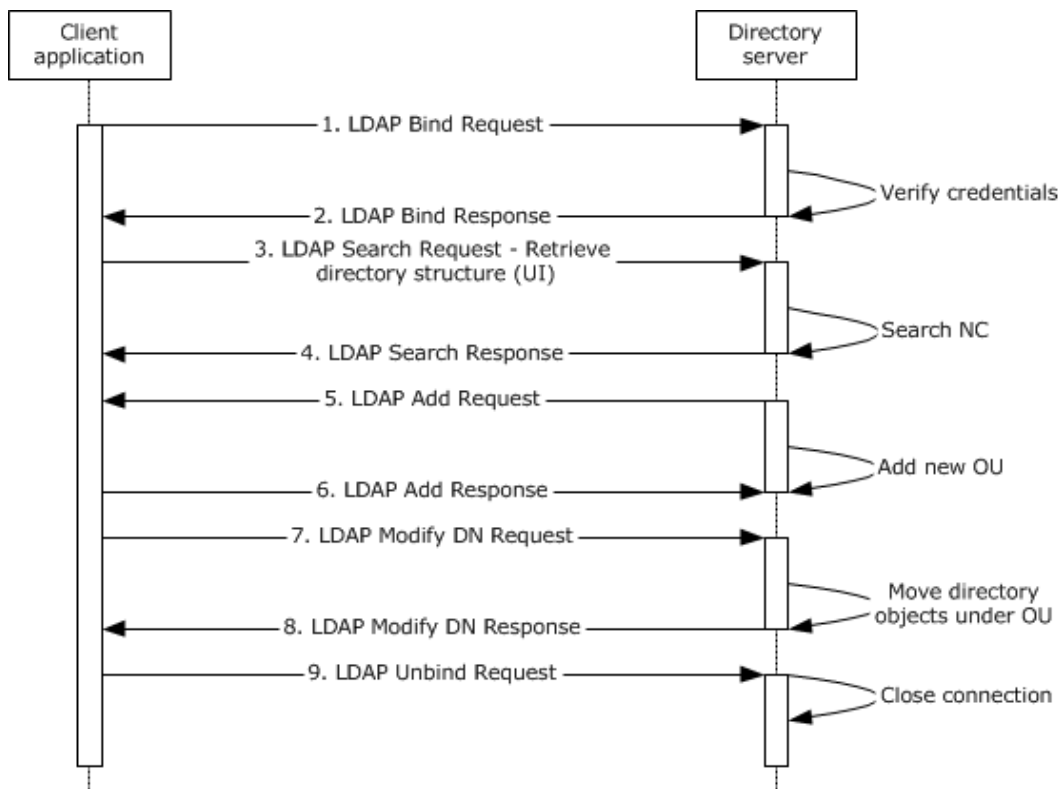 Client
application
Directory
server
1. LDAP Bind Request
Verify credentials
2. LDAP Bind Response
3. LDAP Search Request - Retrieve
directory structure (UI)
Search NC
4. LDAP Search Response
5. LDAP Add Request
Add new OU
6. LDAP Add Response
7. LDAP Modify DN Request
Move directory
objects under OU
8. LDAP Modify DN Response
9. LDAP Unbind Request
Close connection